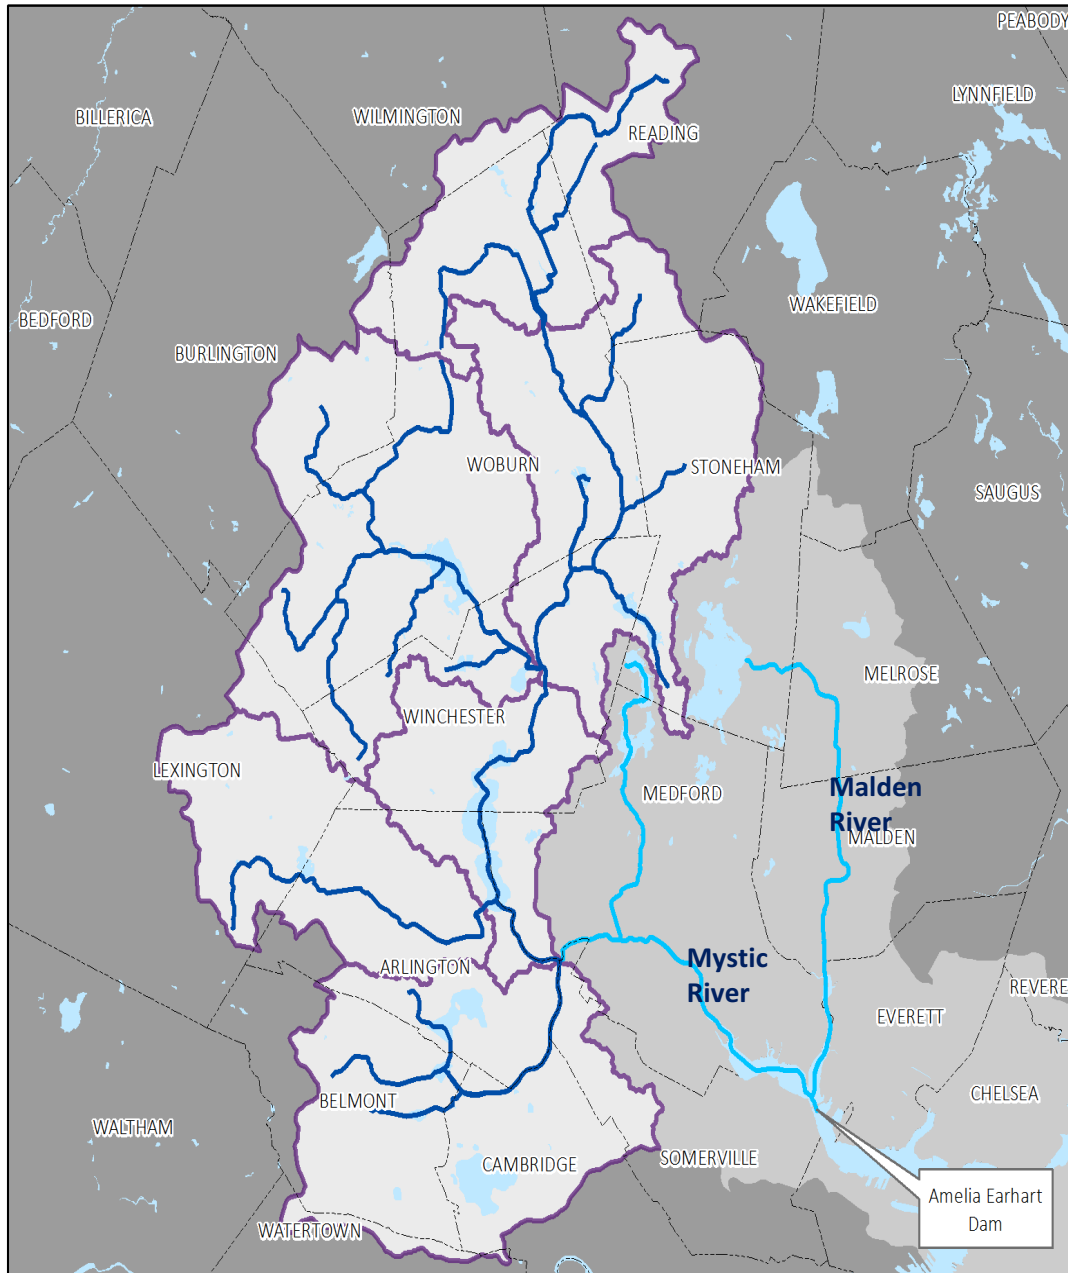 PEABODY
LYNNFIELD
BILLERICA
WILMINGTON
READING
WAKEFIELD
BEDFORD
BURLINGTON
WOBURN
STONEHAM
SAUGUS
MELROSE
WINCHESTER
LEXINGTON
MEDFORD
Malden
River
MALDEN
ARLINGTON
Mystic
River
REVERE
EVERETT
CHELSEA
BELMONT
WALTHAM
CAMBRIDGE
SOMERVILLE
Amelia Earhart
Dam
WATERTOWN